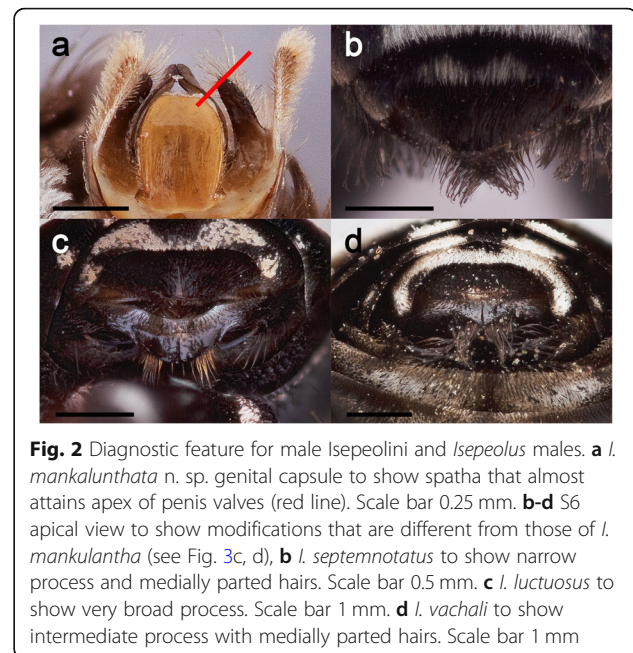 a
b
c
d
Fig. 2 Diagnostic feature for male Isepeolini and Isepeolus males. a I.
mankalunthata n. sp. genital capsule to show spatha that almost
attains apex of penis valves (red line). Scale bar 0.25 mm. b-d S6
apical view to show modifications that are different from those of I.
mankulantha (see Fig. 3c, d), b I. septemnotatus to show narrow
process and medially parted hairs. Scale bar 0.5 mm. c I. luctuosus to
show very broad process. Scale bar 1 mm. d I. vachali to show
intermediate process with medially parted hairs. Scale bar 1 mm